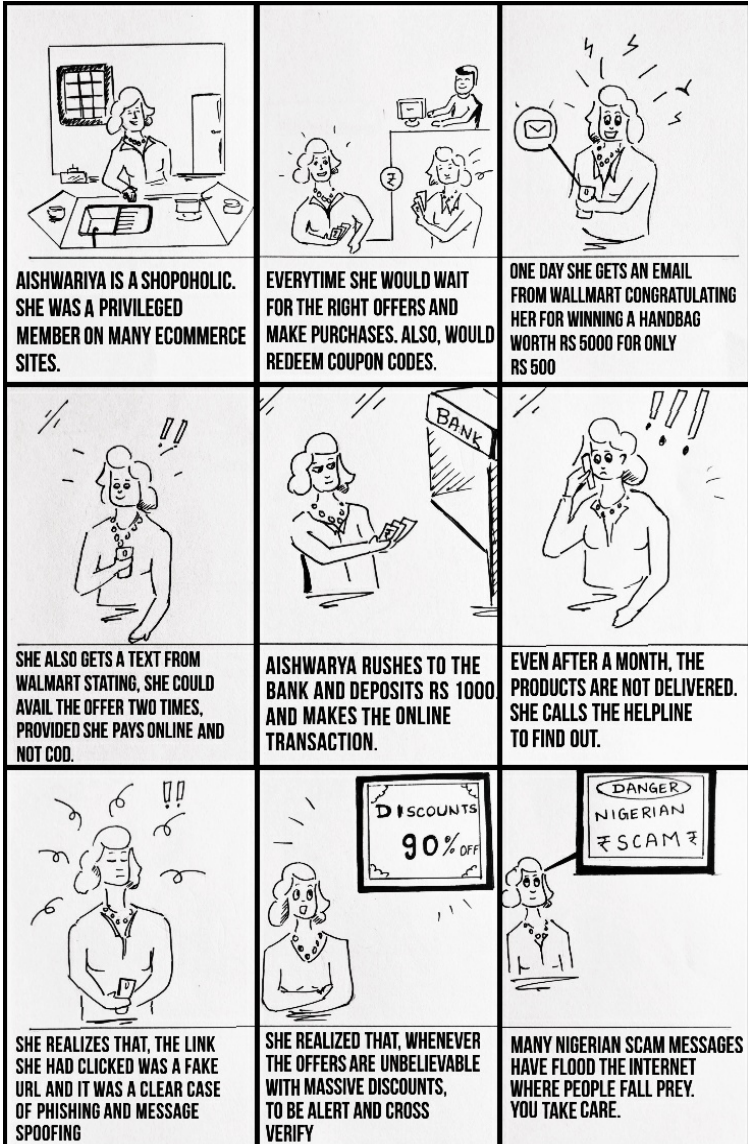 AISHWARIYA IS A SHOPOHOLIC.
SHE WAS A PRIVILEGED
MEMBER ON MANY ECOMMERCE
SITES.
₹
EVERYTIME SHE WOULD WAIT
FOR THE RIGHT OFFERS AND
MAKE PURCHASES. ALSO, WOULD
REDEEM COUPON CODES.
ONE DAY SHE GETS AN EMAIL
FROM WALLMART CONGRATULATING
HER FOR WINNING A HANDBAG
WORTH RS 5000 FOR ONLY
RS 500
!!
SHE ALSO GETS A TEXT FROM
WALMART STATING, SHE COULD
AVAIL THE OFFER TWO TIMES,
PROVIDED SHE PAYS ONLINE AND
NOT COD.
BANK
AISHWARYA RUSHES TO THE
BANK AND DEPOSITS RS 1000
AND MAKES THE ONLINE
TRANSACTION.
!!!
EVEN AFTER A MONTH, THE
PRODUCTS ARE NOT DELIVERED.
SHE CALLS THE HELPLINE
TO FIND OUT.
!!
SHE REALIZES THAT, THE LINK
SHE HAD CLICKED WAS A FAKE
URL AND IT WAS A CLEAR CASE
OF PHISHING AND MESSAGE
SPOOFING
DISCOUNTS
90% OFF
SHE REALIZED THAT, WHENEVER
THE OFFERS ARE UNBELIEVABLE
WITH MASSIVE DISCOUNTS,
TO BE ALERT AND CROSS
VERIFY
DANGER
NIGERIAN
₹ SCAM ₹
MANY NIGERIAN SCAM MESSAGES
HAVE FLOOD THE INTERNET
WHERE PEOPLE FALL PREY.
YOU TAKE CARE.